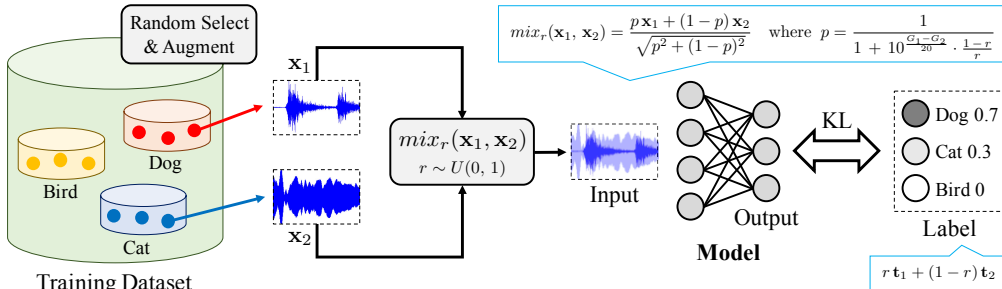 Random Select
& Augment
Dog
Bird
Cat
Training Dataset
x₁
x₂
mixᵣ(x₁, x₂)
r ∼ U(0, 1)
Input
mixᵣ(x₁, x₂) = (p x₁ + (1 − p) x₂) / √(p² + (1 − p)²) where p = 1 / (1 + 10^((G₁−G₂)/20) · (1−r)/r)
Output
Model
KL
Dog 0.7
Cat 0.3
Bird 0
Label
r t₁ + (1 − r) t₂